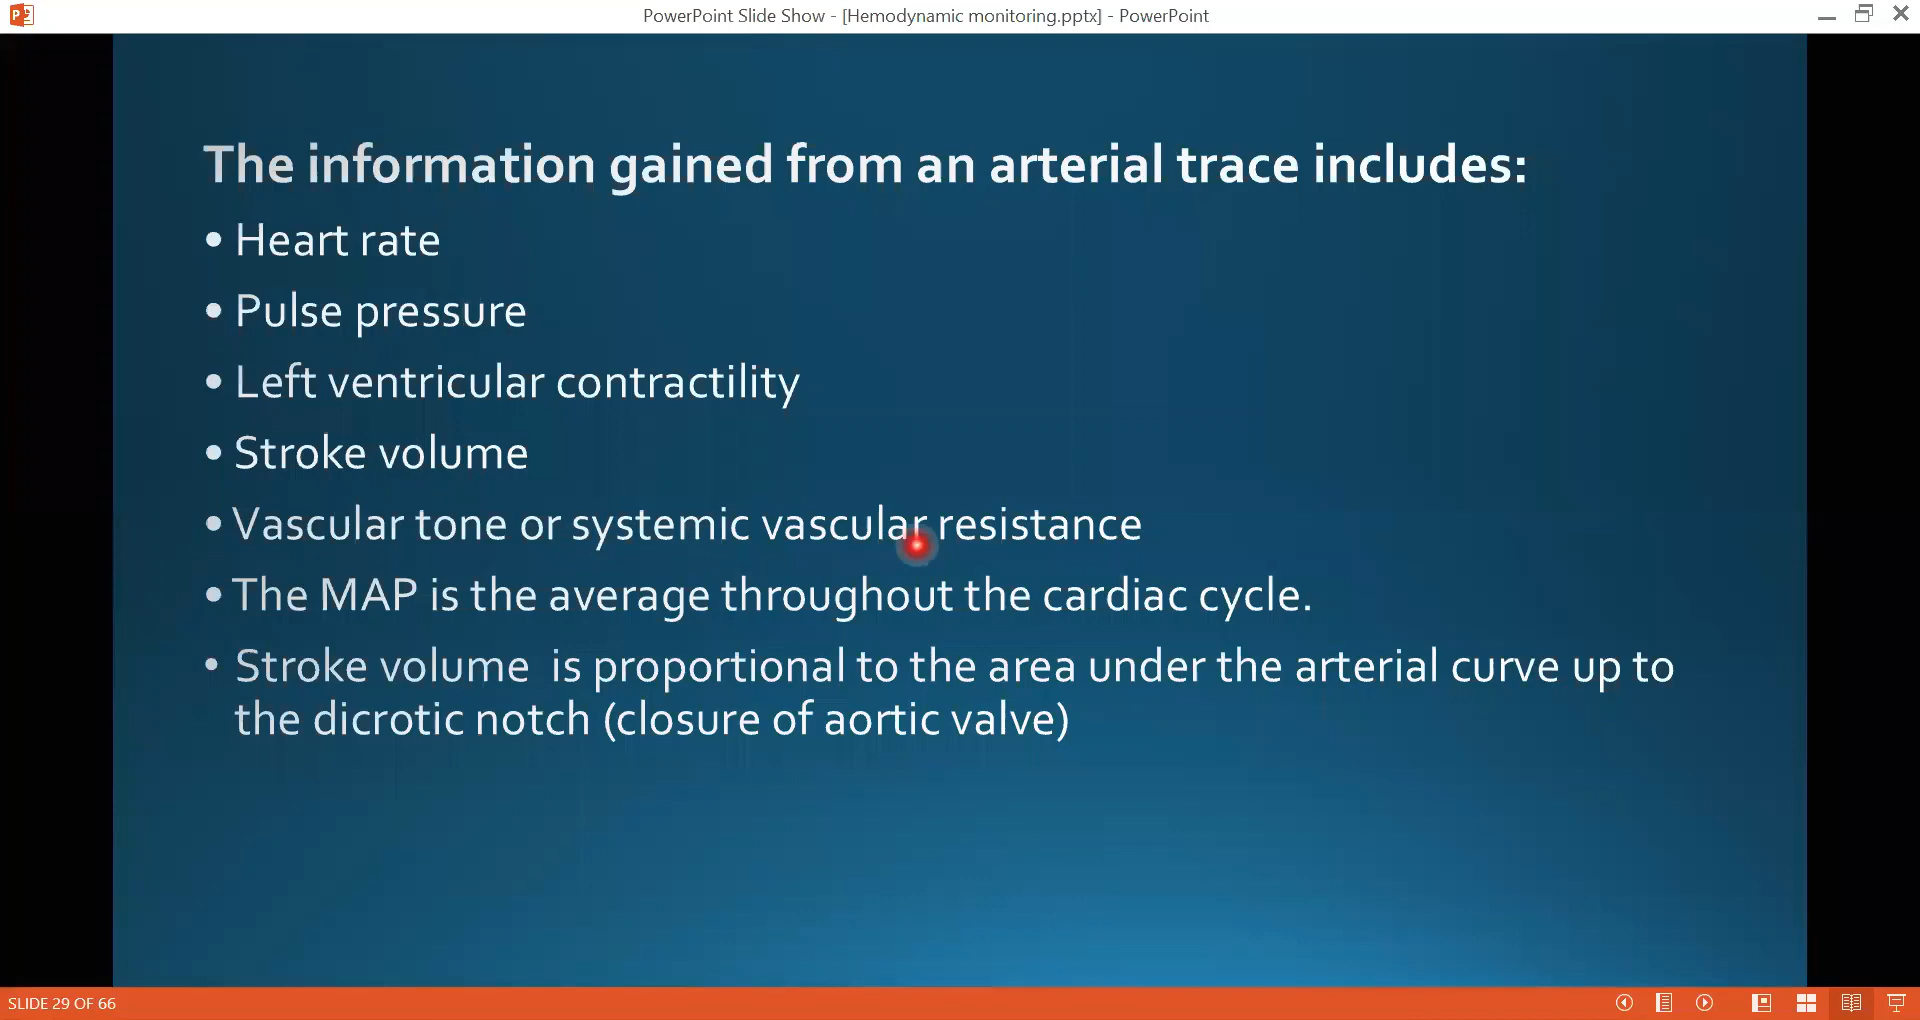 PowerPoint Slide Show - [Hemodynamic monitoring.pptx] - PowerPoint
The information gained from an arterial trace includes:
• Heart rate
• Pulse pressure
• Left ventricular contractility
• Stroke volume
• Vascular tone or systemic vascular resistance
• The MAP is the average throughout the cardiac cycle.
• Stroke volume  is proportional to the area under the arterial curve up to
the dicrotic notch (closure of aortic valve)
SLIDE 29 OF 66